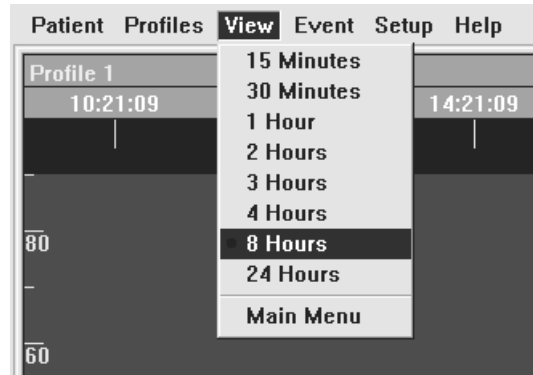 Patient Profiles View Event Setup Help
Profile 1
10:21:09 14:21:09
15 Minutes
30 Minutes
1 Hour
2 Hours
3 Hours
4 Hours
8 Hours
24 Hours
Main Menu
80
60